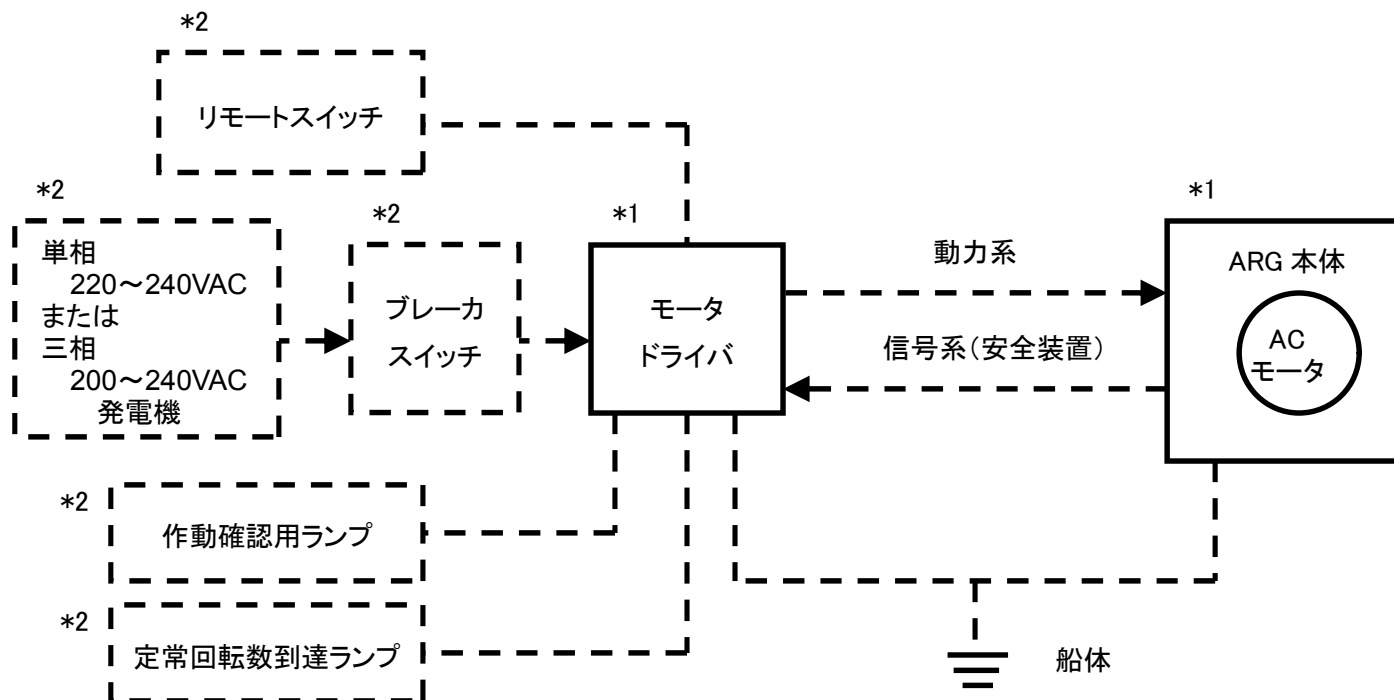 *2
リモートスイッチ
*2
単相
220～240VAC
または
三相
200～240VAC
発電機
*2
ブレーカ
スイッチ
*1
モータ
ドライバ
動力系
信号系(安全装置)
*1
ARG 本体
AC
モータ
*2
作動確認用ランプ
*2
定常回転数到達ランプ
船体